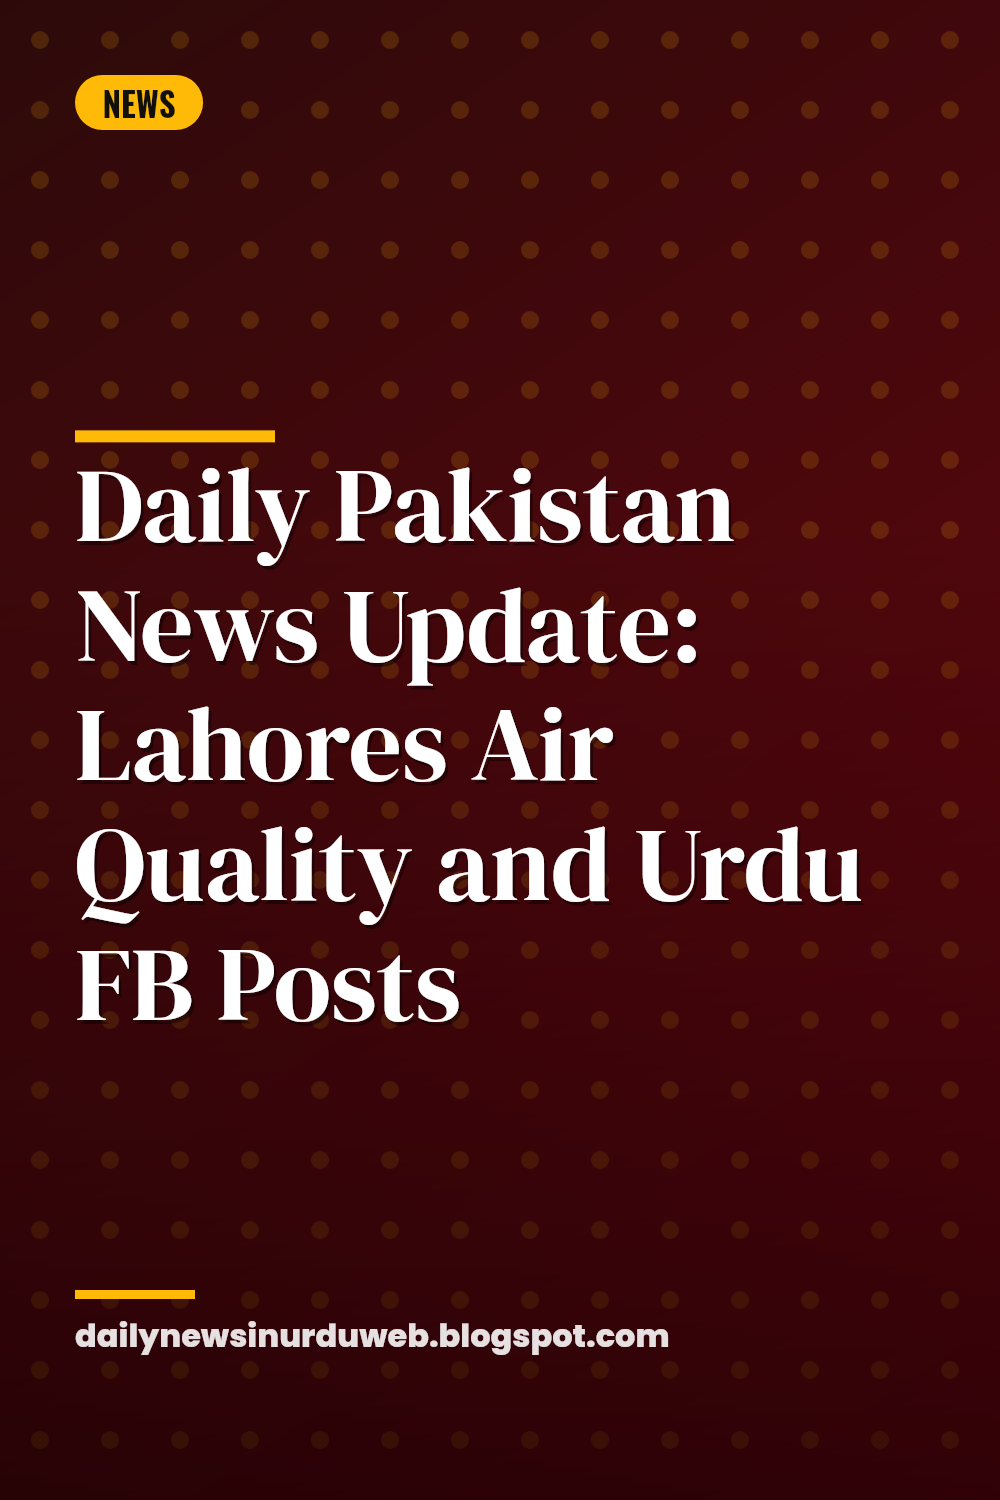 NEWS
Daily Pakistan
News Update:
Lahores Air
Quality and Urdu
FB Posts
dailynewsinurduweb.blogspot.com